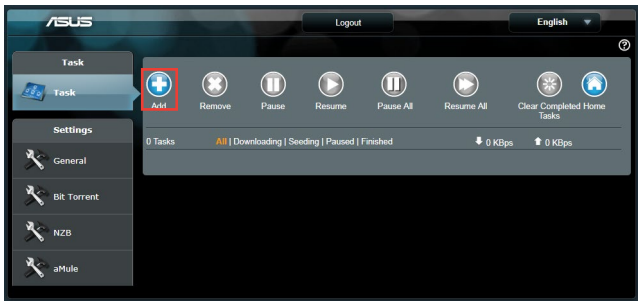 ASUS
Logout
English
?
Task
Task
Settings
General
Bit Torrent
NZB
aMule
Add
Remove
Pause
Resume
Pause All
Resume All
Clear Completed Tasks
Home
0 Tasks
All | Downloading | Seeding | Paused | Finished
0 KBps
0 KBps